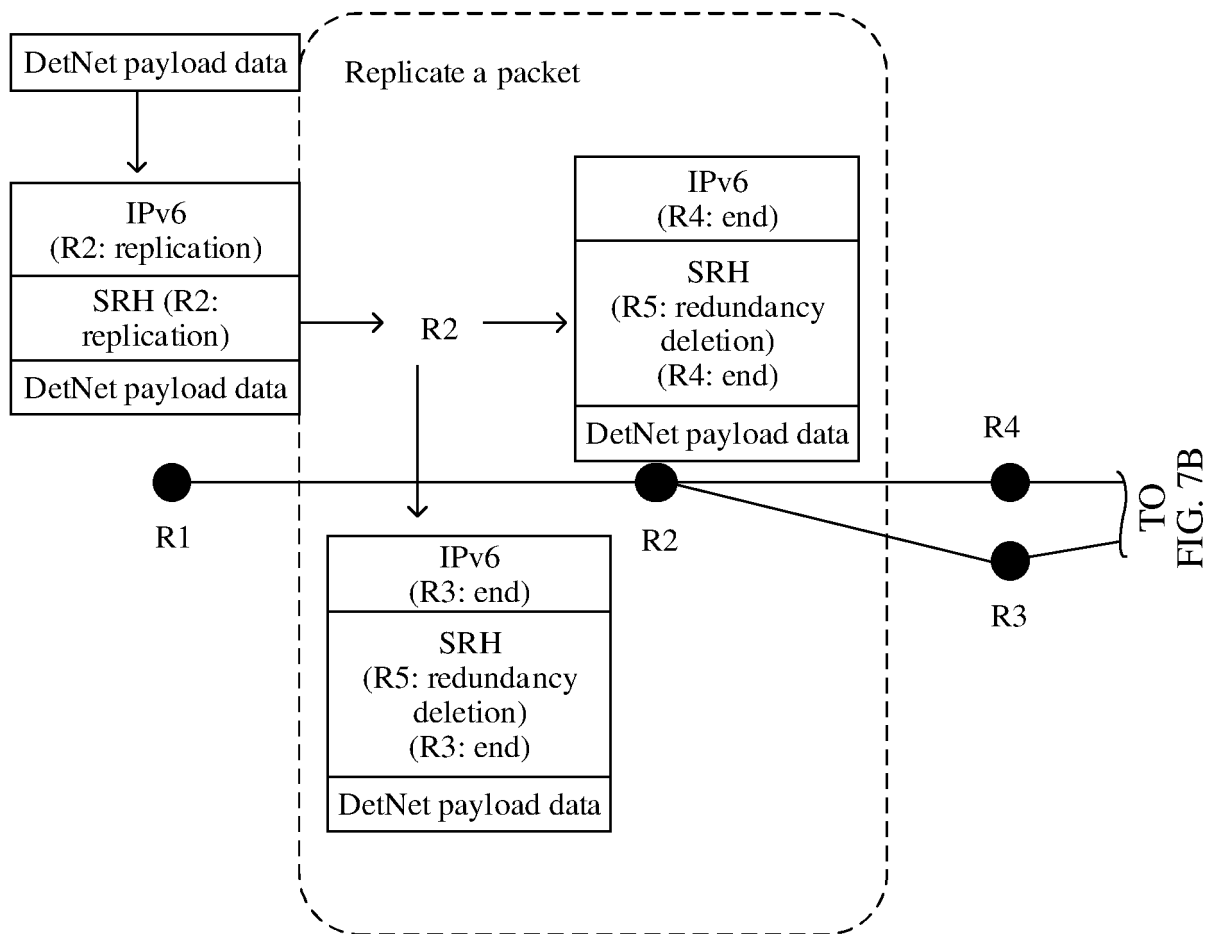 DetNet payload data
Replicate a packet
IPv6
(R2: replication)
SRH (R2:
replication)
DetNet payload data
R2
IPv6
(R4: end)
SRH
(R5: redundancy
deletion)
(R4: end)
DetNet payload data
R1
R2
R4
R3
TO
FIG. 7B
IPv6
(R3: end)
SRH
(R5: redundancy
deletion)
(R3: end)
DetNet payload data